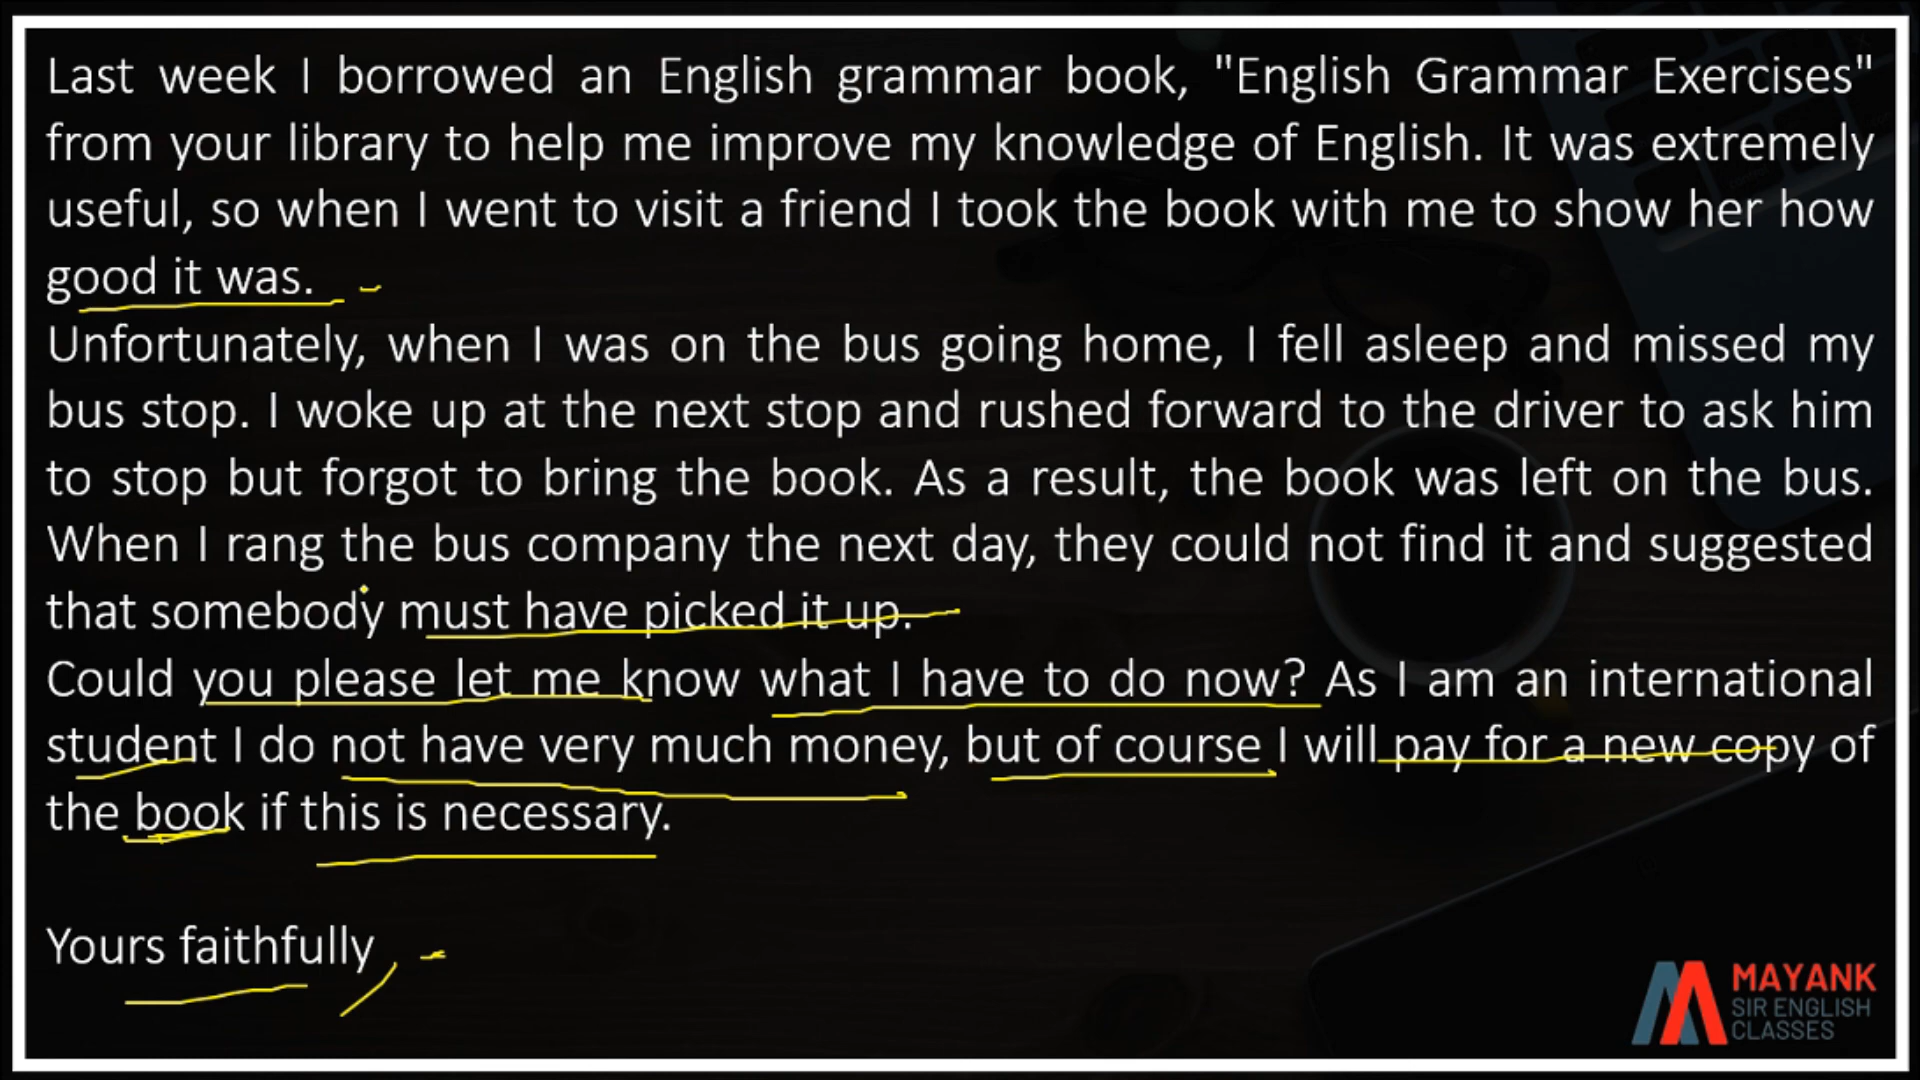 Last week I borrowed an English grammar book, "English Grammar Exercises"
from your library to help me improve my knowledge of English. It was extremely
useful, so when I went to visit a friend I took the book with me to show her how
good it was.
Unfortunately, when I was on the bus going home, I fell asleep and missed my
bus stop. I woke up at the next stop and rushed forward to the driver to ask him
to stop but forgot to bring the book. As a result, the book was left on the bus.
When I rang the bus company the next day, they could not find it and suggested
that somebody must have picked it up.
Could you please let me know what I have to do now? As I am an international
student I do not have very much money, but of course I will pay for a new copy of
the book if this is necessary.
Yours faithfully,
MAYANK
SIR ENGLISH
CLASSES